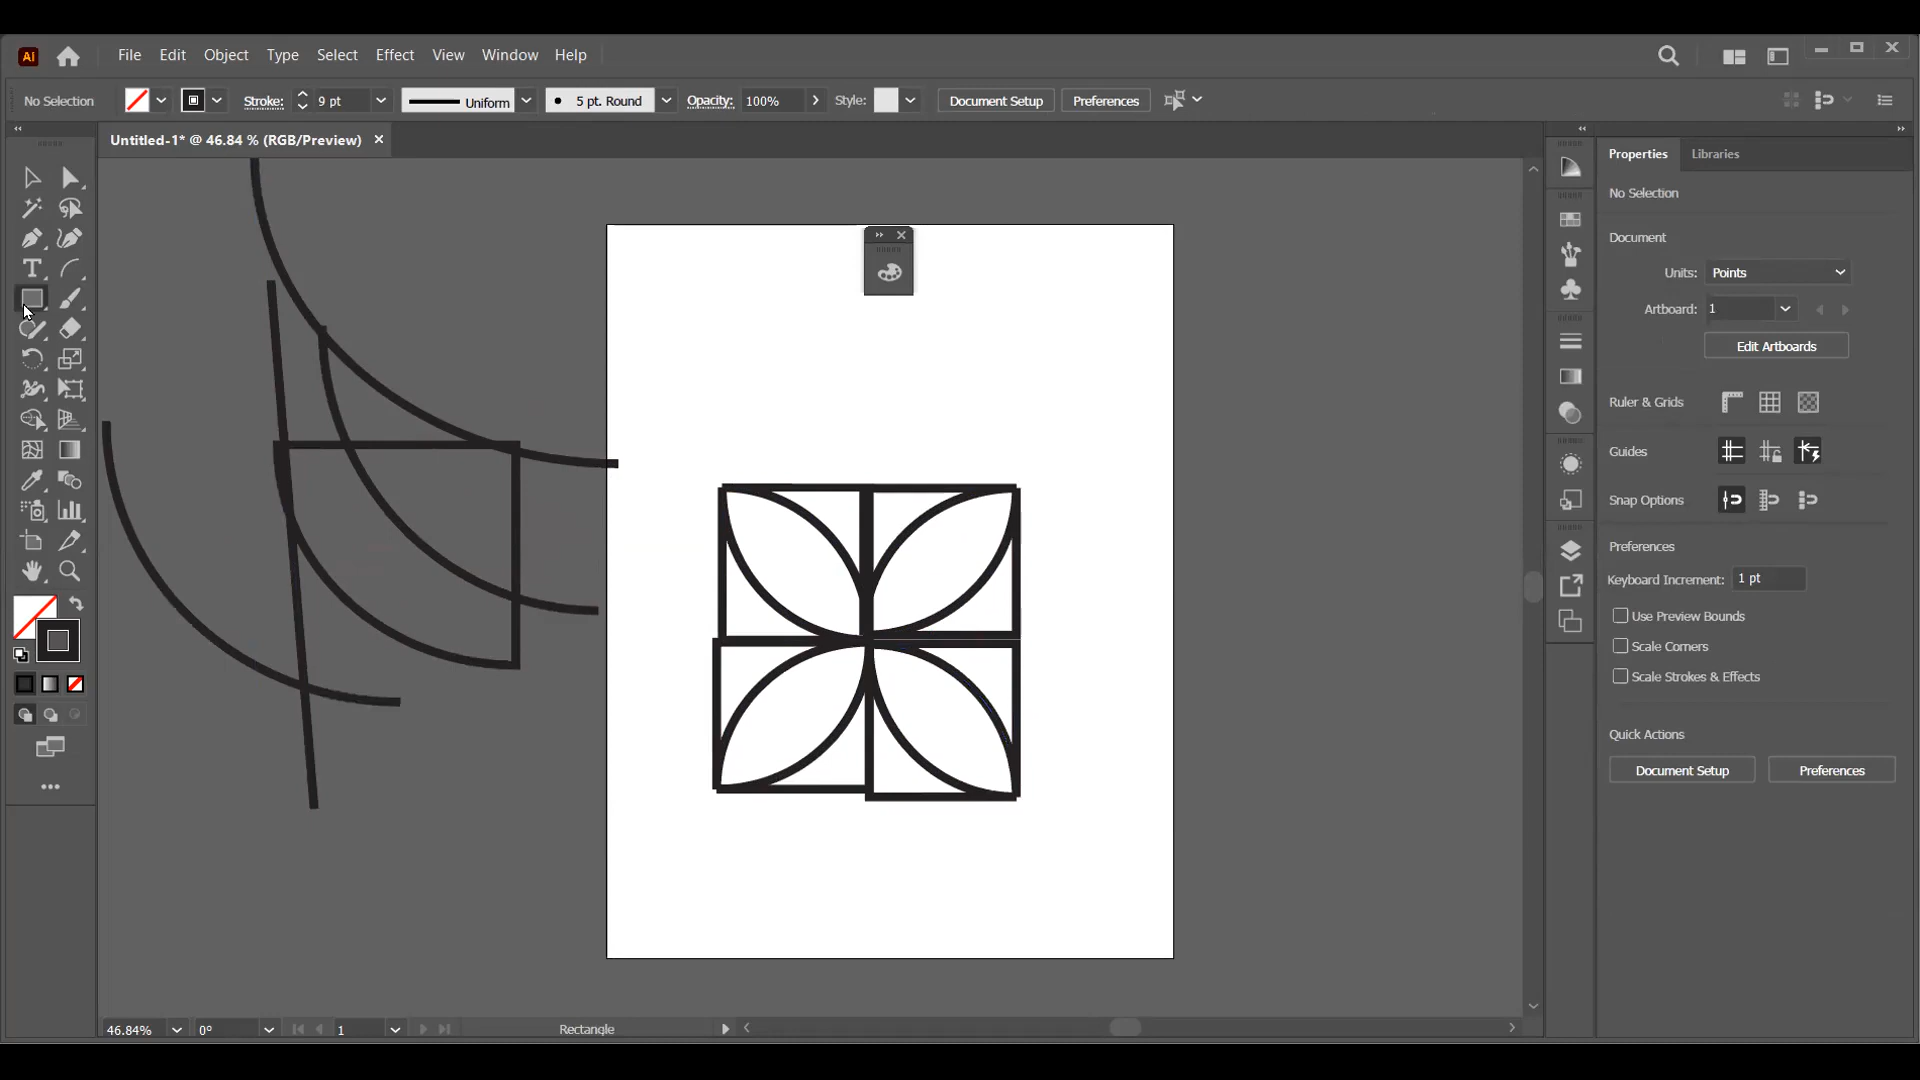 Ai File Edit Object Type Select Effect View Window Help
No Selection Stroke: 9 pt Uniform 5 pt. Round Opacity: 100% Style: Document Setup Preferences
Untitled-1* @ 46.84 % (RGB/Preview)
Properties Libraries
No Selection
Document
Units: Points
Artboard: 1
Edit Artboards
Ruler & Grids
Guides
Snap Options
Preferences
Keyboard Increment: 1 pt
Use Preview Bounds
Scale Corners
Scale Strokes & Effects
Quick Actions
Document Setup Preferences
46.84% 0° 1 Rectangle